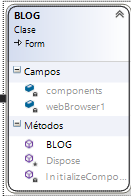 BLOG
Clase
Form
Campos
components
webBrowser1
Métodos
BLOG
Dispose
InitializeCompo...